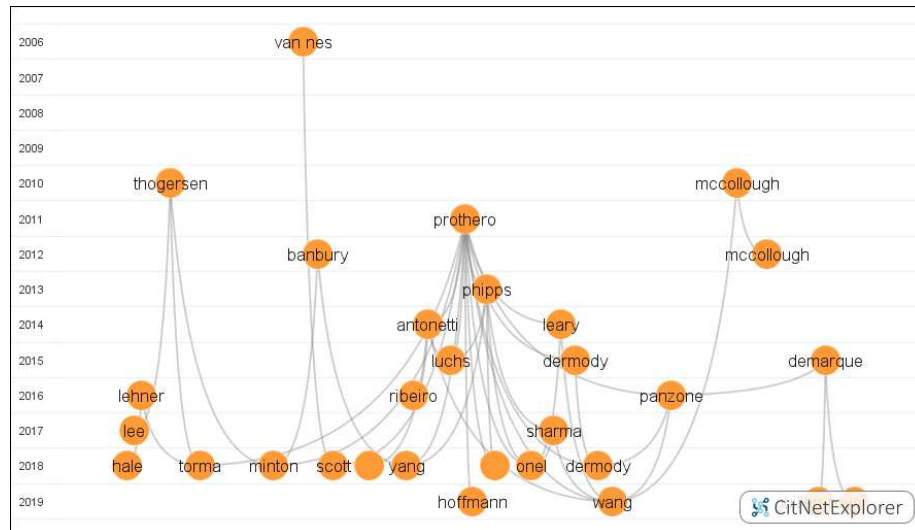 2006
van nes
2007
2008
2009
2010
thogersen
mccollough
2011
prothero
2012
banbury
mccollough
2013
phipps
2014
antonetti
leary
2015
luchs
dermody
demarque
2016
lehner
ribeiro
panzone
2017
lee
sharma
2018
hale
torma
minton
scott
yang
onel
dermody
2019
hoffmann
wang
CitNetExplorer